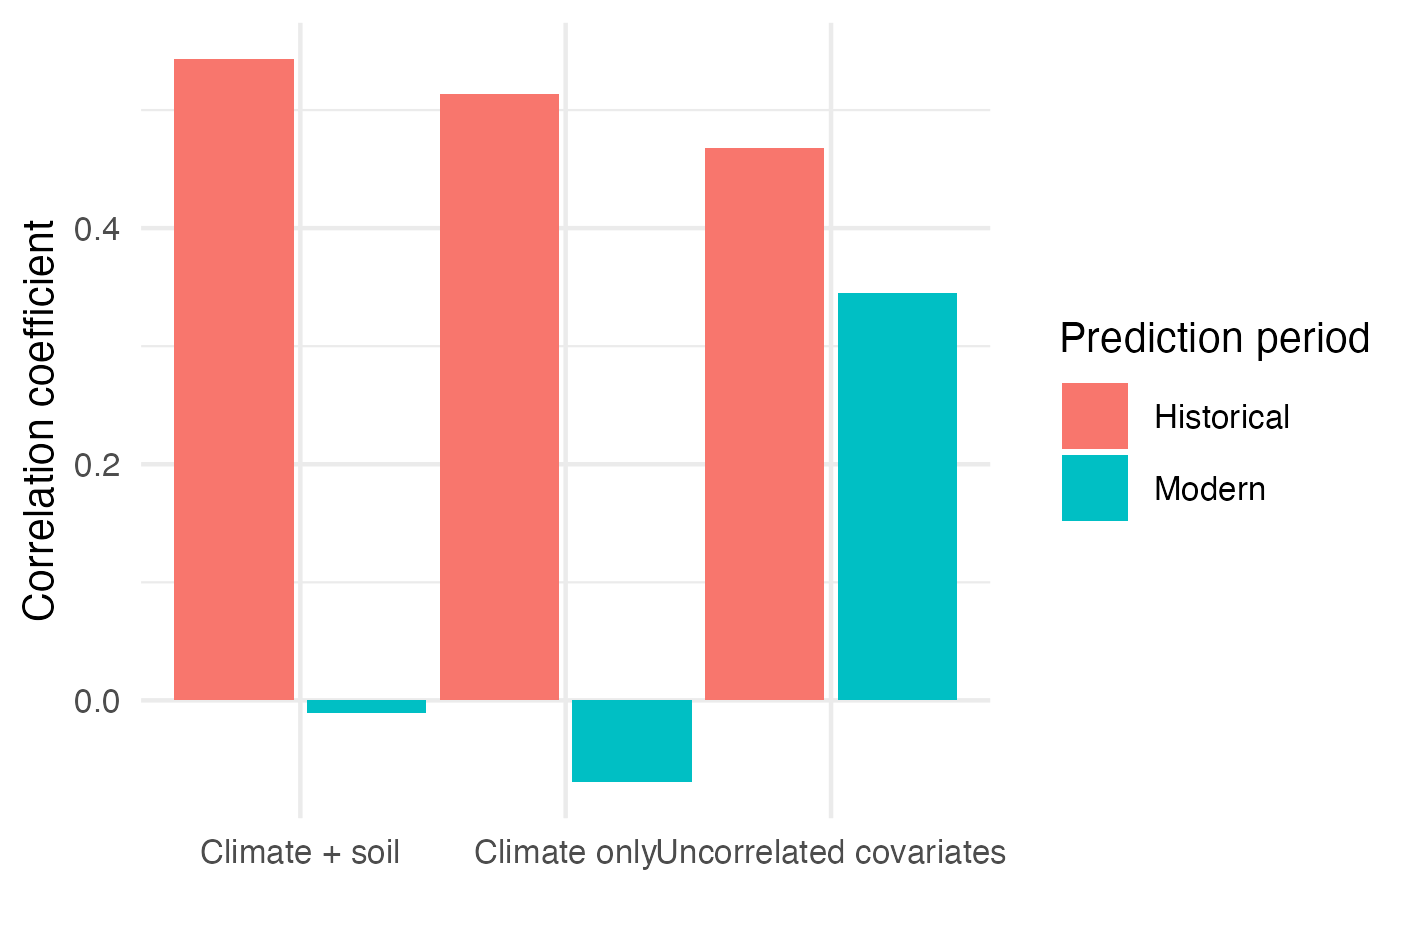 Correlation coefficient
0.4
0.2
0.0
Climate + soil
Climate only
Uncorrelated covariates
Prediction period
Historical
Modern